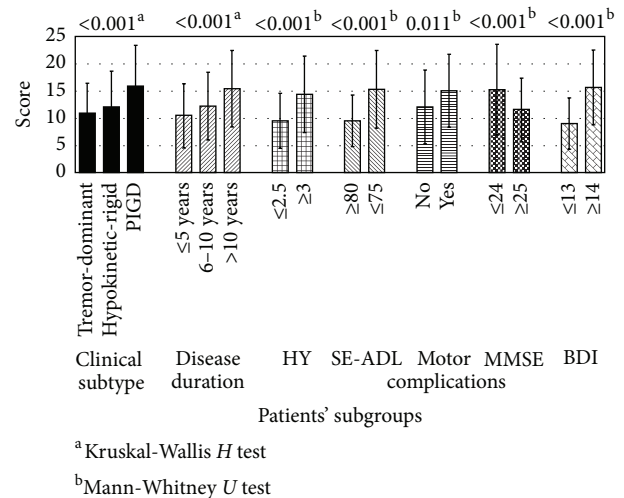 <0.001ᵃ <0.001ᵃ <0.001ᵇ <0.001ᵇ 0.011ᵇ <0.001ᵇ <0.001ᵇ
25
20
15
10
5
0
Score
Tremor-dominant
Hypokinetic-rigid
PIGD
≤5 years
6–10 years
>10 years
≤2.5
≥3
≥80
≤75
No
Yes
≤24
≥25
≤13
≥14
Clinical subtype
Disease duration
HY
SE-ADL
Motor complications
MMSE
BDI
Patients' subgroups
ᵃ Kruskal-Wallis H test
ᵇMann-Whitney U test